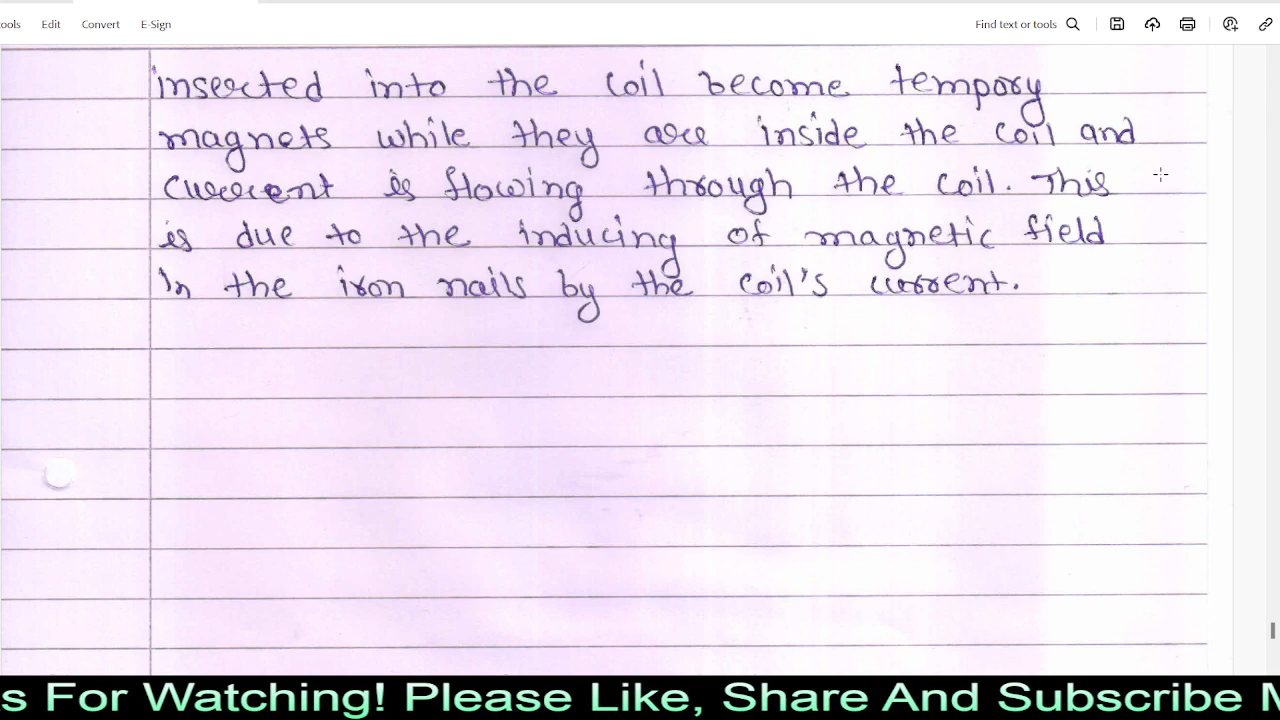 ools Edit Convert E-Sign Find text or tools
inserted into the coil become tempory
magnets while they are inside the coil and
current is flowing through the coil. This
is due to the inducing of magnetic field
In the iron nails by the coil's current.
s For Watching! Please Like, Share And Subscribe M